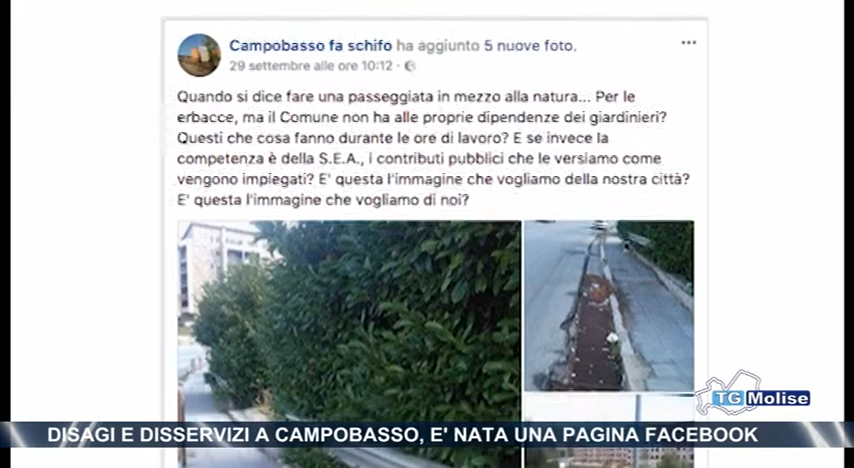 Campobasso fa schifo ha aggiunto 5 nuove foto.
29 settembre alle ore 10:12 ·
Quando si dice fare una passeggiata in mezzo alla natura... Per le
erbacce, ma il Comune non ha alle proprie dipendenze dei giardinieri?
Questi che cosa fanno durante le ore di lavoro? E se invece la
competenza è della S.E.A., i contributi pubblici che le versiamo come
vengono impiegati? E' questa l'immagine che vogliamo della nostra città?
E' questa l'immagine che vogliamo di noi?
TG Molise
DISAGI E DISSERVIZI A CAMPOBASSO, E' NATA UNA PAGINA FACEBOOK